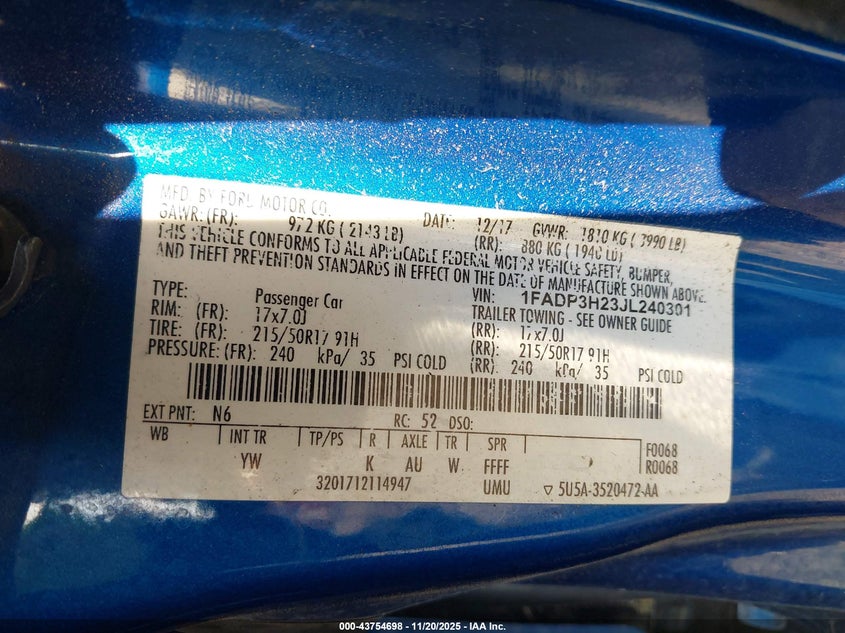 MFD. BY FORD MOTOR CO.
GAWR: (FR): 972 KG ( 2143 LB) DATE: 12/17 GVWR: 1810 KG ( 3990 LB)
(RR): 880 KG ( 1940 LB)
THIS VEHICLE CONFORMS TO ALL APPLICABLE FEDERAL MOTOR VEHICLE SAFETY, BUMPER,
AND THEFT PREVENTION STANDARDS IN EFFECT ON THE DATE OF MANUFACTURE SHOWN ABOVE.
TYPE: Passenger Car VIN: 1FADP3H23JL240301
TRAILER TOWING - SEE OWNER GUIDE
RIM: (FR): 17x7.0J (RR): 17x7.0J
TIRE: (FR): 215/50R17 91H (RR): 215/50R17 91H
PRESSURE: (FR): 240 kPa/ 35 PSI COLD (RR): 240 kPa/ 35 PSI COLD
EXT PNT: N6 RC: 52 DSO:
WB INT TR TP/PS R AXLE TR SPR F0068
YW K AU W FFFF R0068
3201712114947 UMU ▽ 5U5A-3520472-AA
000-43754698 - 11/20/2025 - IAA Inc.